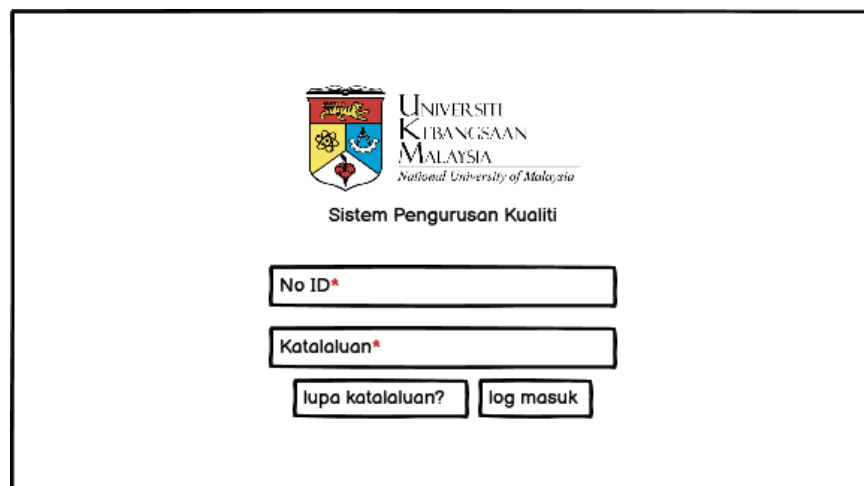 UNIVERSITI
KEBANGSAAN
MALAYSIA
National University of Malaysia
Sistem Pengurusan Kualiti
No ID*
Katalaluan*
lupa katalaluan? log masuk